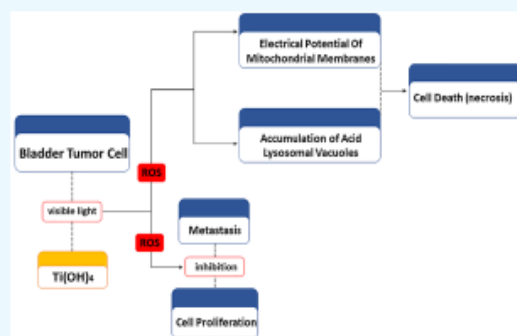 Electrical Potential Of
Mitochondrial Membranes
Cell Death (necrosis)
Accumulation of Acid
Lysosomal Vacuoles
Bladder Tumor Cell
ROS
visible light
ROS
Metastasis
inhibition
Ti(OH)₄
Cell Proliferation